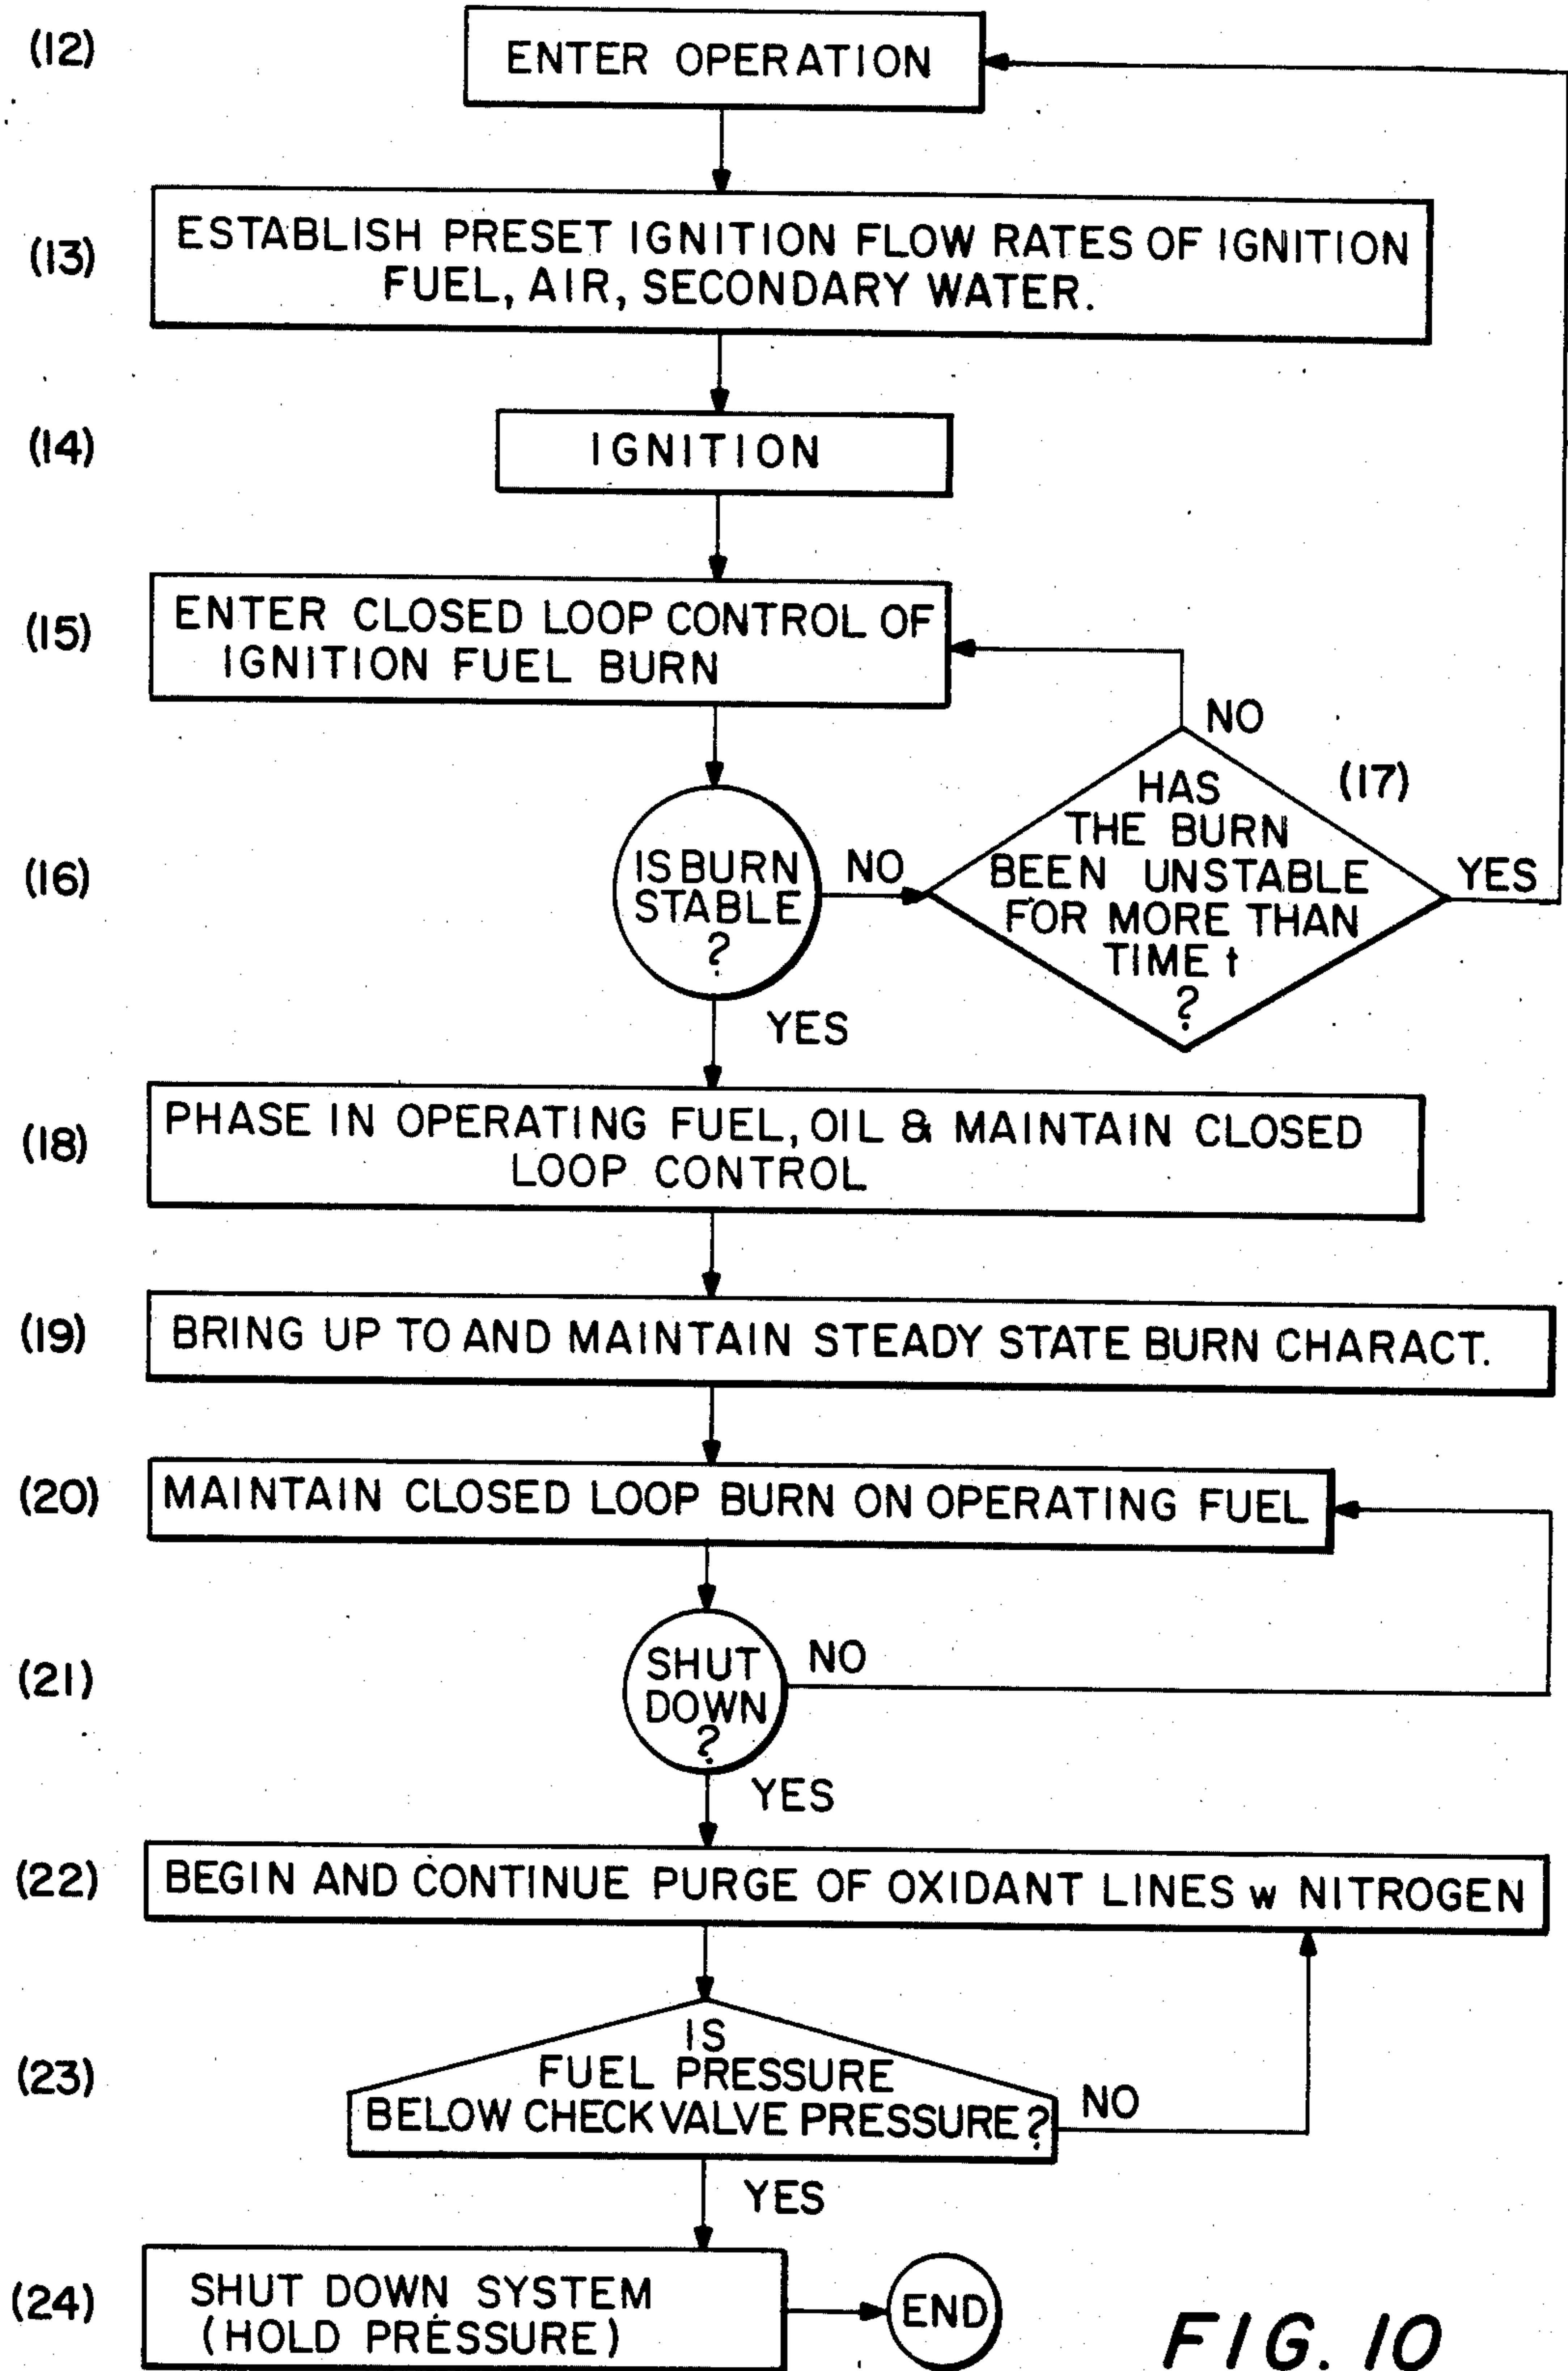 (12)
ENTER OPERATION
(13)
ESTABLISH PRESET IGNITION FLOW RATES OF IGNITION
FUEL, AIR, SECONDARY WATER.
(14)
IGNITION
(15)
ENTER CLOSED LOOP CONTROL OF
IGNITION FUEL BURN
NO
(17)
HAS
THE BURN
BEEN UNSTABLE
FOR MORE THAN
TIME t
?
YES
(16)
IS BURN
STABLE
?
NO
YES
(18)
PHASE IN OPERATING FUEL, OIL & MAINTAIN CLOSED
LOOP CONTROL
(19)
BRING UP TO AND MAINTAIN STEADY STATE BURN CHARACT.
(20)
MAINTAIN CLOSED LOOP BURN ON OPERATING FUEL
(21)
SHUT
DOWN
?
NO
YES
(22)
BEGIN AND CONTINUE PURGE OF OXIDANT LINES w NITROGEN
(23)
IS
FUEL PRESSURE
BELOW CHECK VALVE PRESSURE?
NO
YES
(24)
SHUT DOWN SYSTEM
(HOLD PRESSURE)
END
FIG. 10